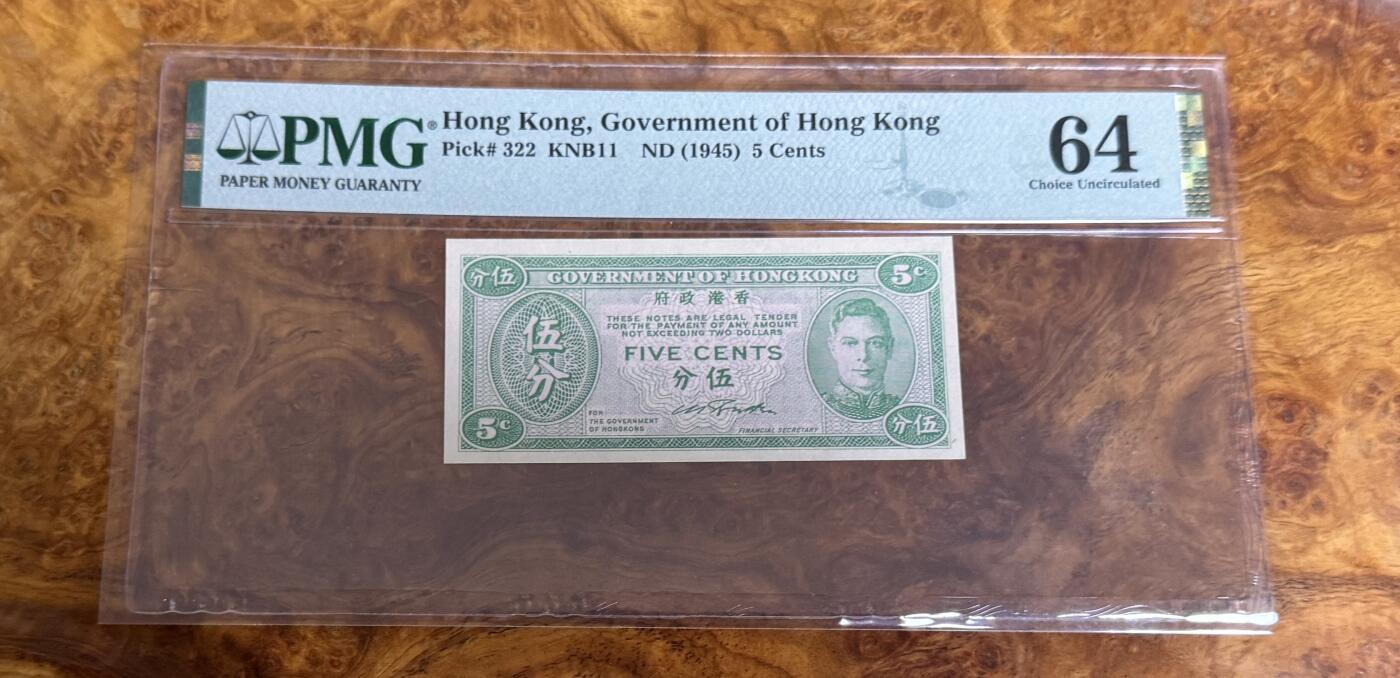 PMG®
PAPER MONEY GUARANTY
Hong Kong, Government of Hong Kong
Pick# 322 KNB11 ND (1945) 5 Cents
64
Choice Uncirculated
分伍
GOVERNMENT OF HONGKONG
5c
府政港香
THESE NOTES ARE LEGAL TENDER
FOR THE PAYMENT OF ANY AMOUNT
NOT EXCEEDING TWO DOLLARS
伍分
FIVE CENTS
分伍
FOR
THE GOVERNMENT
OF HONGKONG
FINANCIAL SECRETARY
5c
分伍